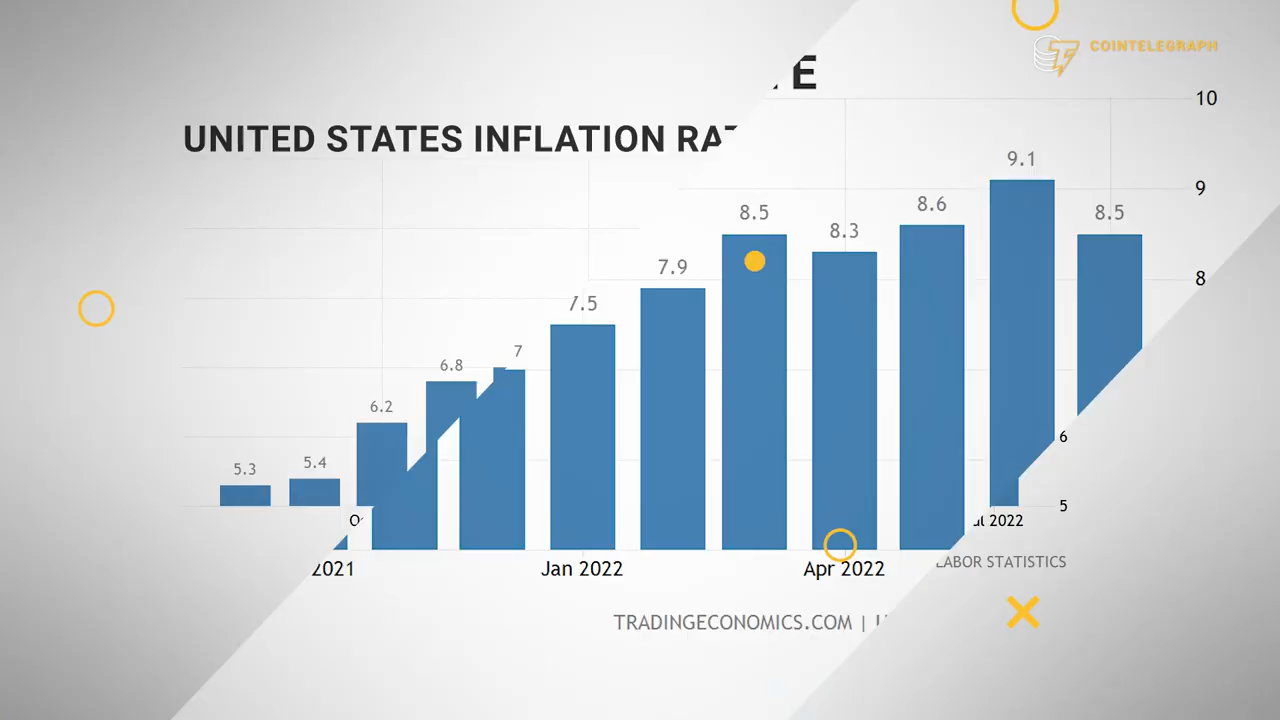 COINTELEGRAPH
E
UNITED STATES INFLATION RA
10
9
8
6
5
5.3
5.4
6.2
6.8
7
7.5
7.9
8.5
8.3
8.6
9.1
8.5
2021
Jan 2022
Apr 2022
2022
LABOR STATISTICS
TRADINGECONOMICS.COM |